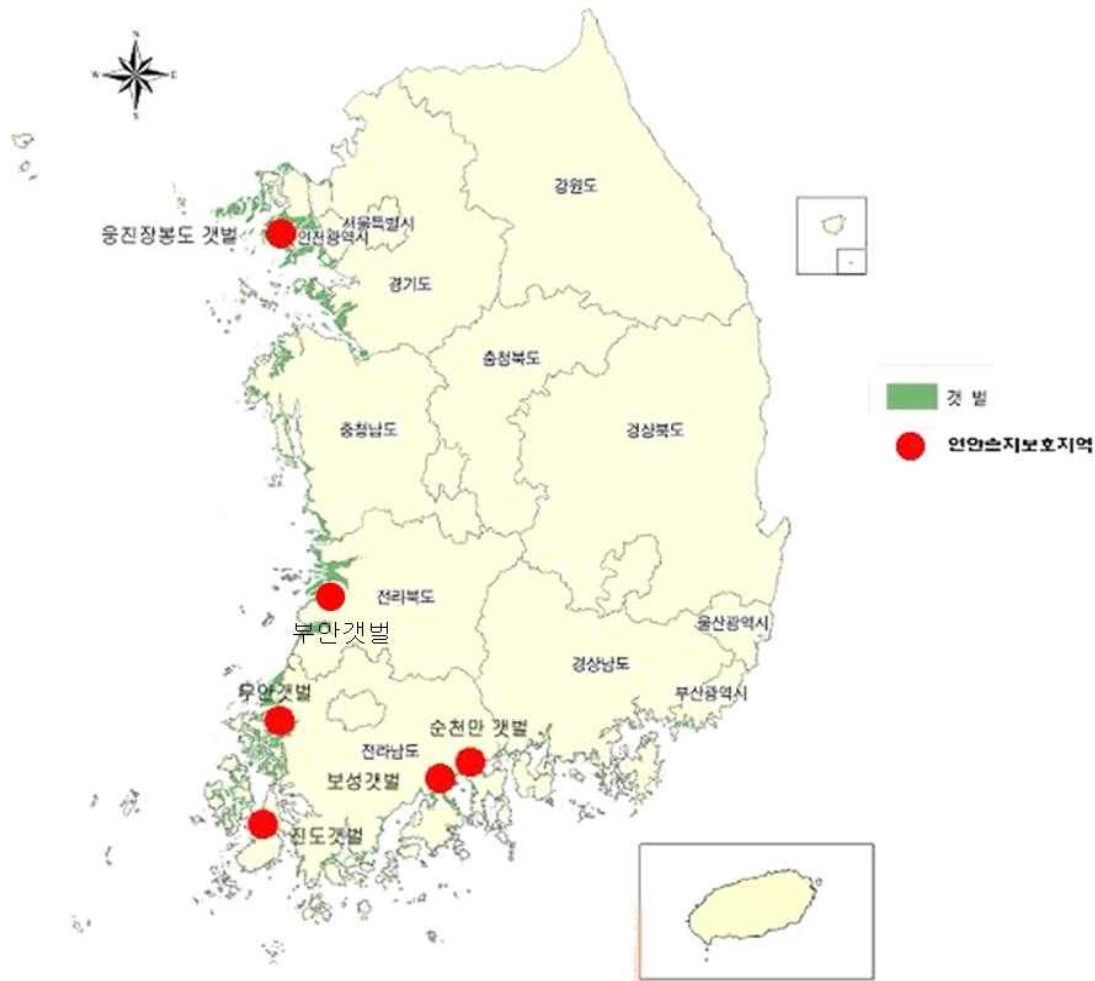 N
W
E
S
강원도
서울특별시
옹진장봉도 갯벌
인천광역시
경기도
충청북도
갯 벌
충청남도
경상북도
연안습지보호지역
전라북도
울산광역시
부안갯벌
경상남도
무안갯벌
부산광역시
순천만 갯벌
전라남도
보성갯벌
진도갯벌